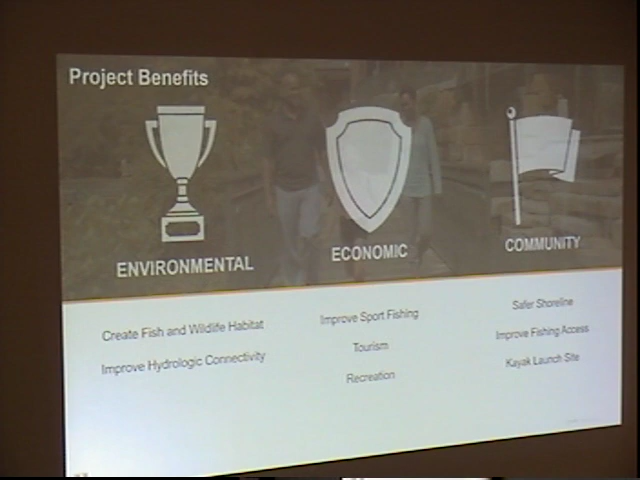 Project Benefits
ENVIRONMENTAL
Create Fish and Wildlife Habitat
Improve Hydrologic Connectivity
ECONOMIC
Improve Sport Fishing
Tourism
Recreation
COMMUNITY
Safer Shoreline
Improve Fishing Access
Kayak Launch Site